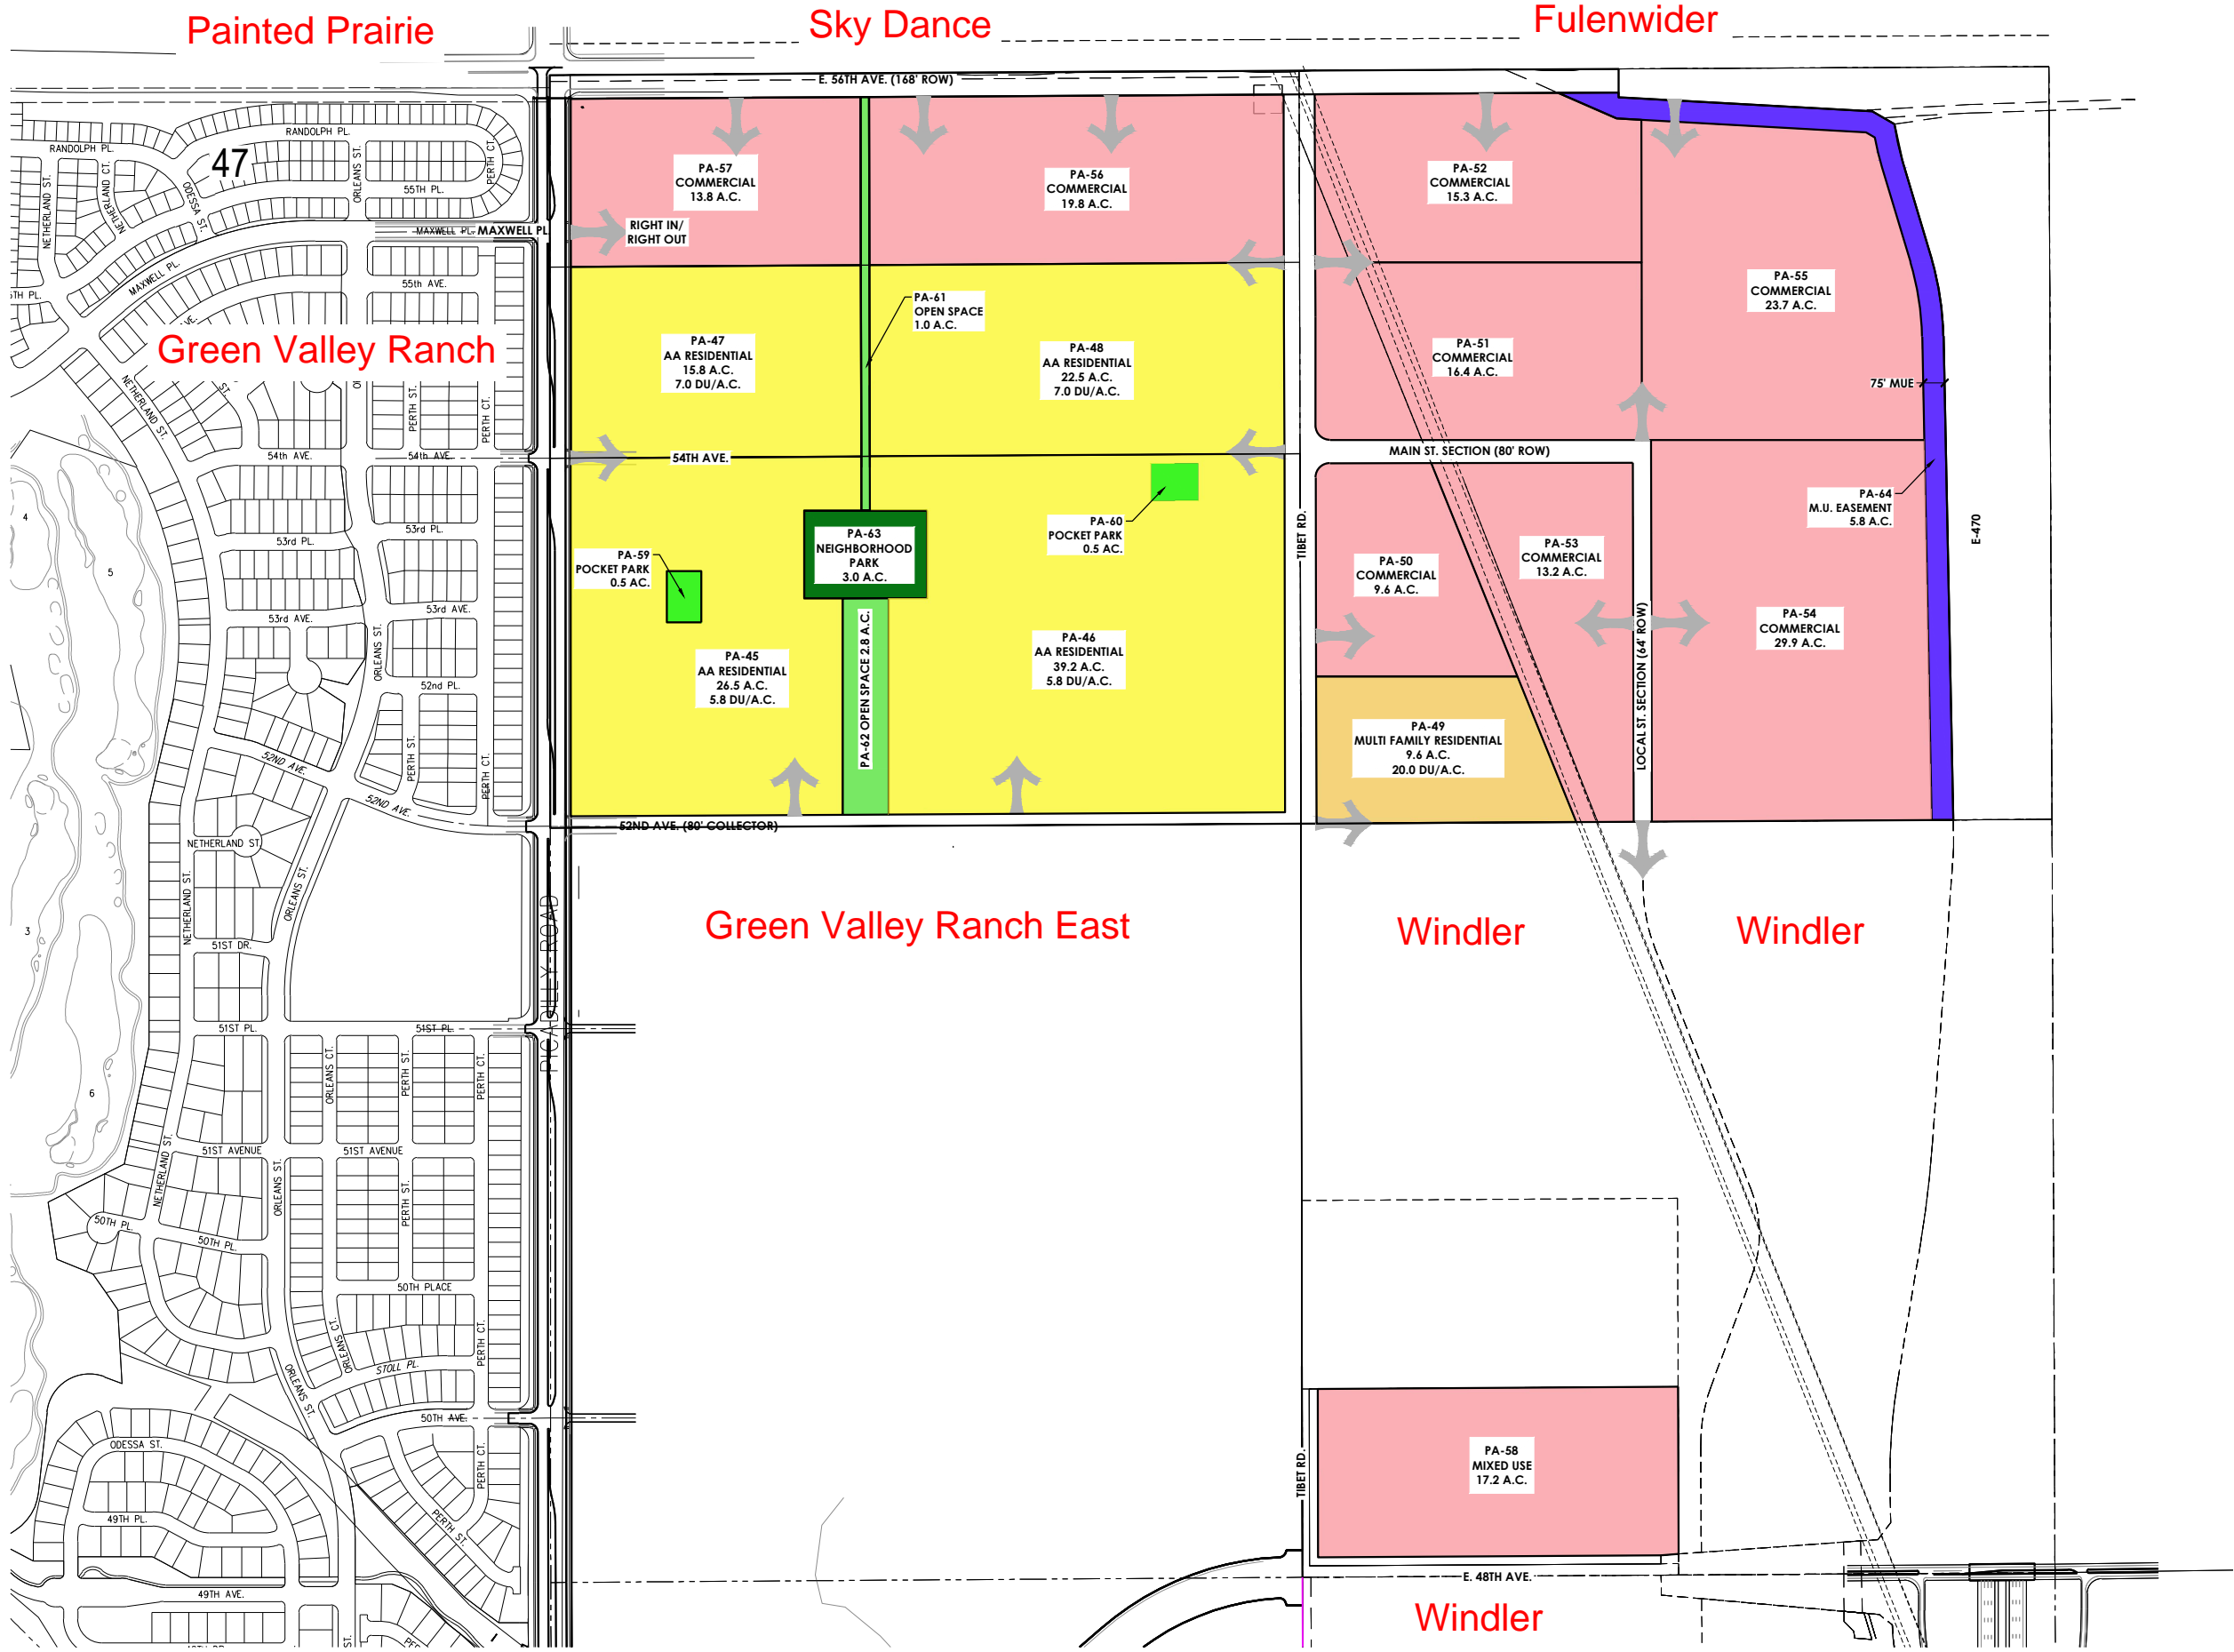 Painted Prairie
Sky Dance
Fulenwider
E. 56TH AVE. (168' ROW)
RANDOLPH PL.
RANDOLPH PL.
47
ORLEANS ST.
PERTH CT.
55TH PL.
NETHERLAND ST.
NETHERLAND CT.
ODESSA ST.
MAXWELL PL.
MAXWELL PL.
MAXWELL PL.
55th AVE.
Green Valley Ranch
PERTH ST.
PERTH CT.
NETHERLAND ST.
54th AVE.
54th AVE.
53rd PL.
53rd PL.
53rd AVE.
53rd AVE.
ORLEANS ST.
52nd PL.
PERTH ST.
PERTH CT.
52ND AVE.
52ND AVE.
4
5
3
6
NETHERLAND ST.
NETHERLAND ST.
ORLEANS ST.
51ST DR.
51ST PL.
51ST PL.
ORLEANS CT.
PERTH ST.
PERTH CT.
51ST AVENUE
51ST AVENUE
NETHERLAND ST.
ORLEANS ST.
PERTH ST.
50TH PL.
50TH PL.
50TH PLACE
ORLEANS CT.
PERTH CT.
STOLL PL.
ORLEANS ST.
50TH AVE.
ODESSA ST.
PERTH CT.
PERTH ST.
49TH PL.
49TH AVE.
PICADILLY ROAD
PA-57
COMMERCIAL
13.8 A.C.
RIGHT IN/
RIGHT OUT
PA-56
COMMERCIAL
19.8 A.C.
PA-52
COMMERCIAL
15.3 A.C.
PA-55
COMMERCIAL
23.7 A.C.
PA-61
OPEN SPACE
1.0 A.C.
PA-47
AA RESIDENTIAL
15.8 A.C.
7.0 DU/A.C.
PA-48
AA RESIDENTIAL
22.5 A.C.
7.0 DU/A.C.
PA-51
COMMERCIAL
16.4 A.C.
75' MUE
54TH AVE.
MAIN ST. SECTION (80' ROW)
PA-64
M.U. EASEMENT
5.8 A.C.
E-470
TIBET RD.
PA-60
POCKET PARK
0.5 AC.
PA-63
NEIGHBORHOOD
PARK
3.0 A.C.
PA-59
POCKET PARK
0.5 AC.
PA-50
COMMERCIAL
9.6 A.C.
PA-53
COMMERCIAL
13.2 A.C.
PA-54
COMMERCIAL
29.9 A.C.
PA-45
AA RESIDENTIAL
26.5 A.C.
5.8 DU/A.C.
PA-62 OPEN SPACE 2.8 A.C.
PA-46
AA RESIDENTIAL
39.2 A.C.
5.8 DU/A.C.
LOCAL ST. SECTION (64' ROW)
PA-49
MULTI FAMILY RESIDENTIAL
9.6 A.C.
20.0 DU/A.C.
52ND AVE. (80' COLLECTOR)
Green Valley Ranch East
Windler
Windler
TIBET RD.
PA-58
MIXED USE
17.2 A.C.
E. 48TH AVE.
Windler